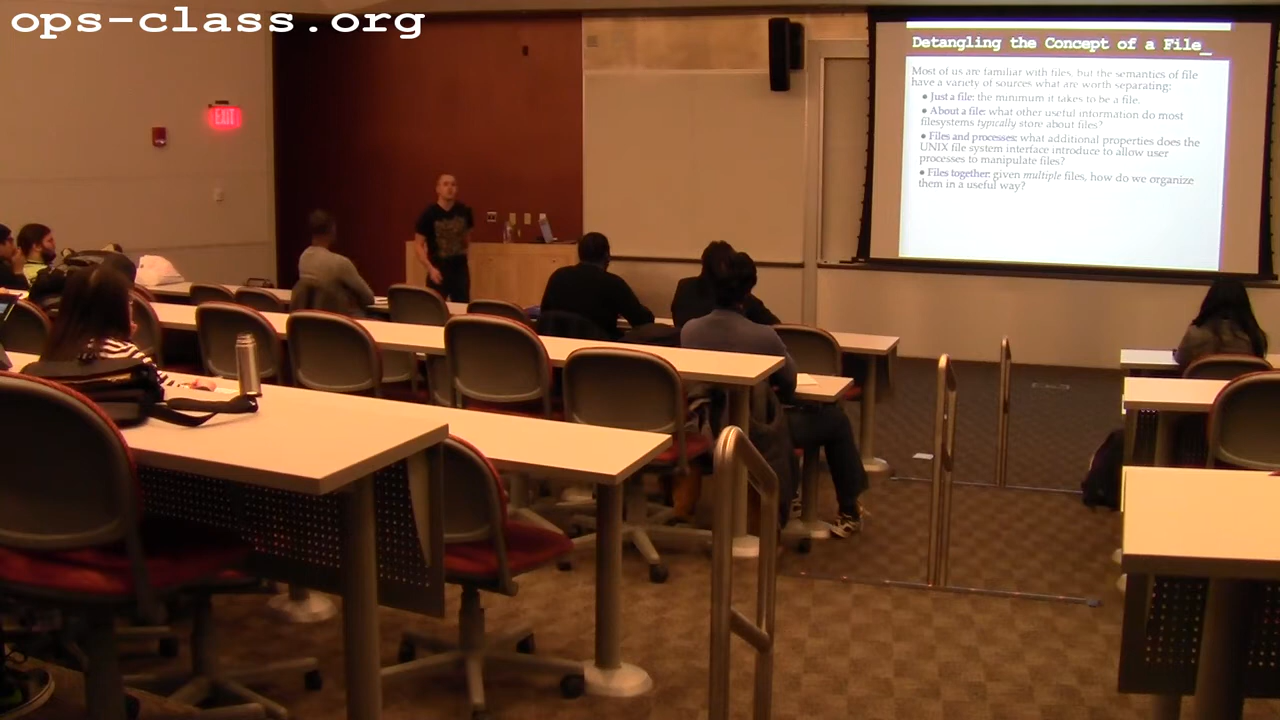 ops-class.org
EXIT
Detangling the Concept of a File_
Most of us are familiar with files, but the semantics of file
have a variety of sources what are worth separating:
● Just a file: the minimum it takes to be a file.
● About a file: what other useful information do most
filesystems typically store about files?
● Files and processes: what additional properties does the
UNIX file system interface introduce to allow user
processes to manipulate files?
● Files together: given multiple files, how do we organize
them in a useful way?